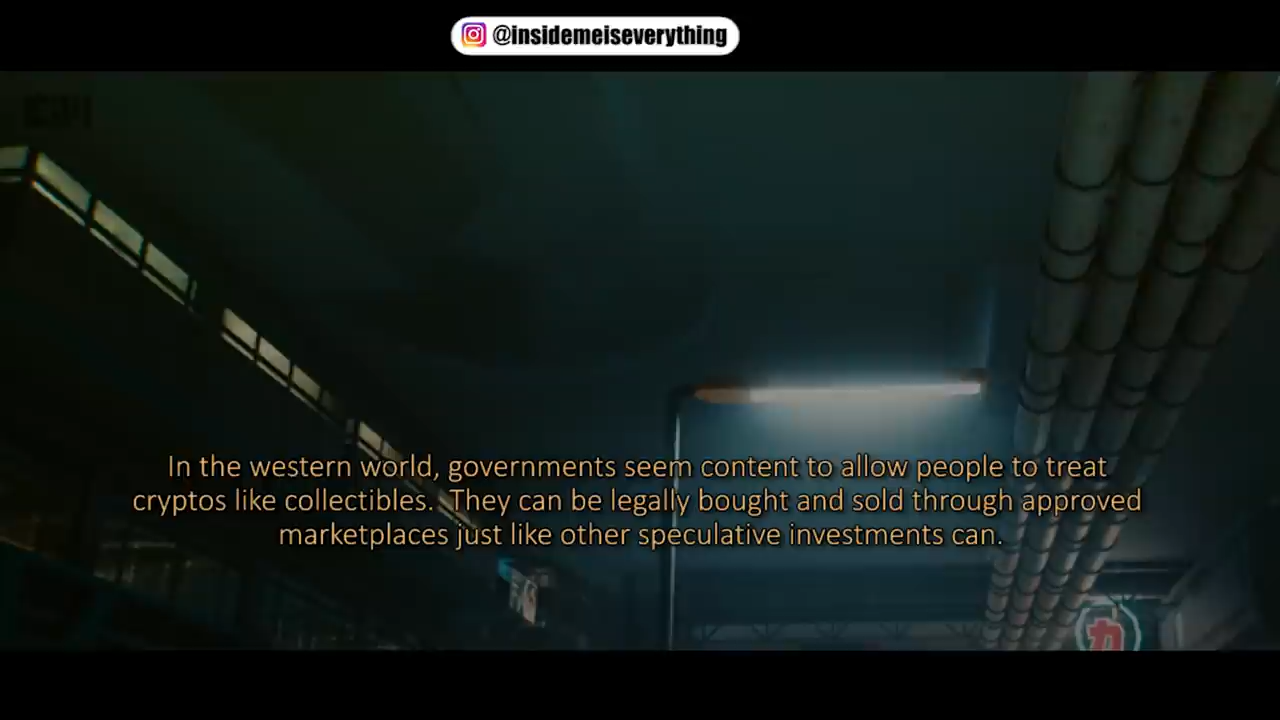 @insidemeiseverything
In the western world, governments seem content to allow people to treat
cryptos like collectibles.  They can be legally bought and sold through approved
marketplaces just like other speculative investments can.
カ